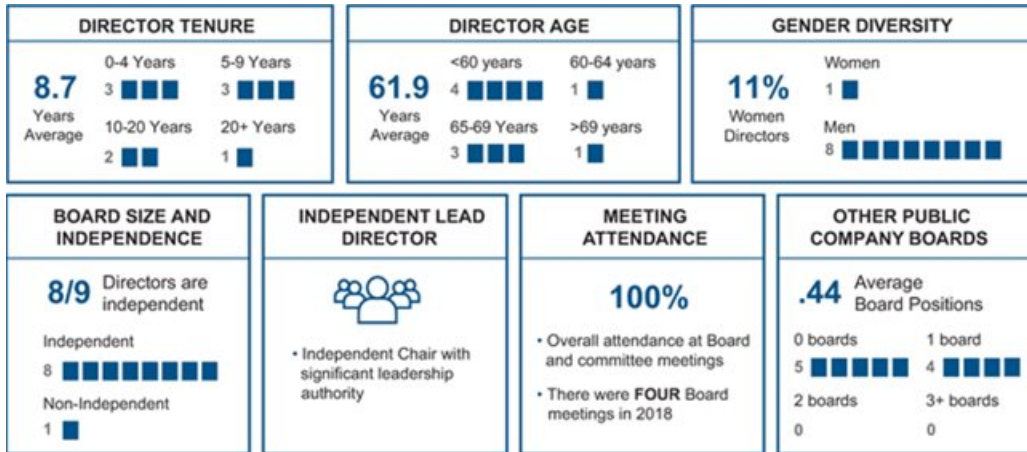 DIRECTOR TENURE
8.7
Years
Average
0-4 Years
3
5-9 Years
3
10-20 Years
2
20+ Years
1
DIRECTOR AGE
61.9
Years
Average
<60 years
4
60-64 years
1
65-69 Years
3
>69 years
1
GENDER DIVERSITY
11%
Women
Directors
Women
1
Men
8
BOARD SIZE AND
INDEPENDENCE
8/9
Directors are
independent
Independent
8
Non-Independent
1
INDEPENDENT LEAD
DIRECTOR
• Independent Chair with
significant leadership
authority
MEETING
ATTENDANCE
100%
• Overall attendance at Board
and committee meetings
• There were FOUR Board
meetings in 2018
OTHER PUBLIC
COMPANY BOARDS
.44
Average
Board Positions
0 boards
5
1 board
4
2 boards
0
3+ boards
0